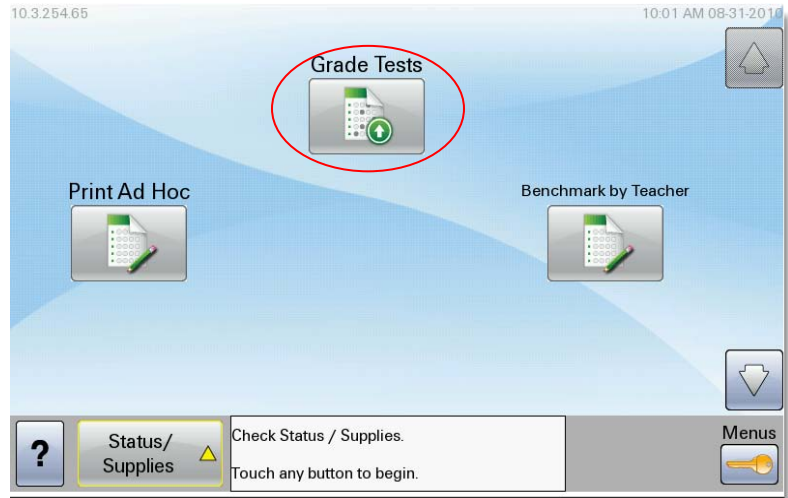 10.3.254.65
10:01 AM 08-31-2010
Grade Tests
Print Ad Hoc
Benchmark by Teacher
?
Status/
Supplies
Check Status / Supplies.
Touch any button to begin.
Menus